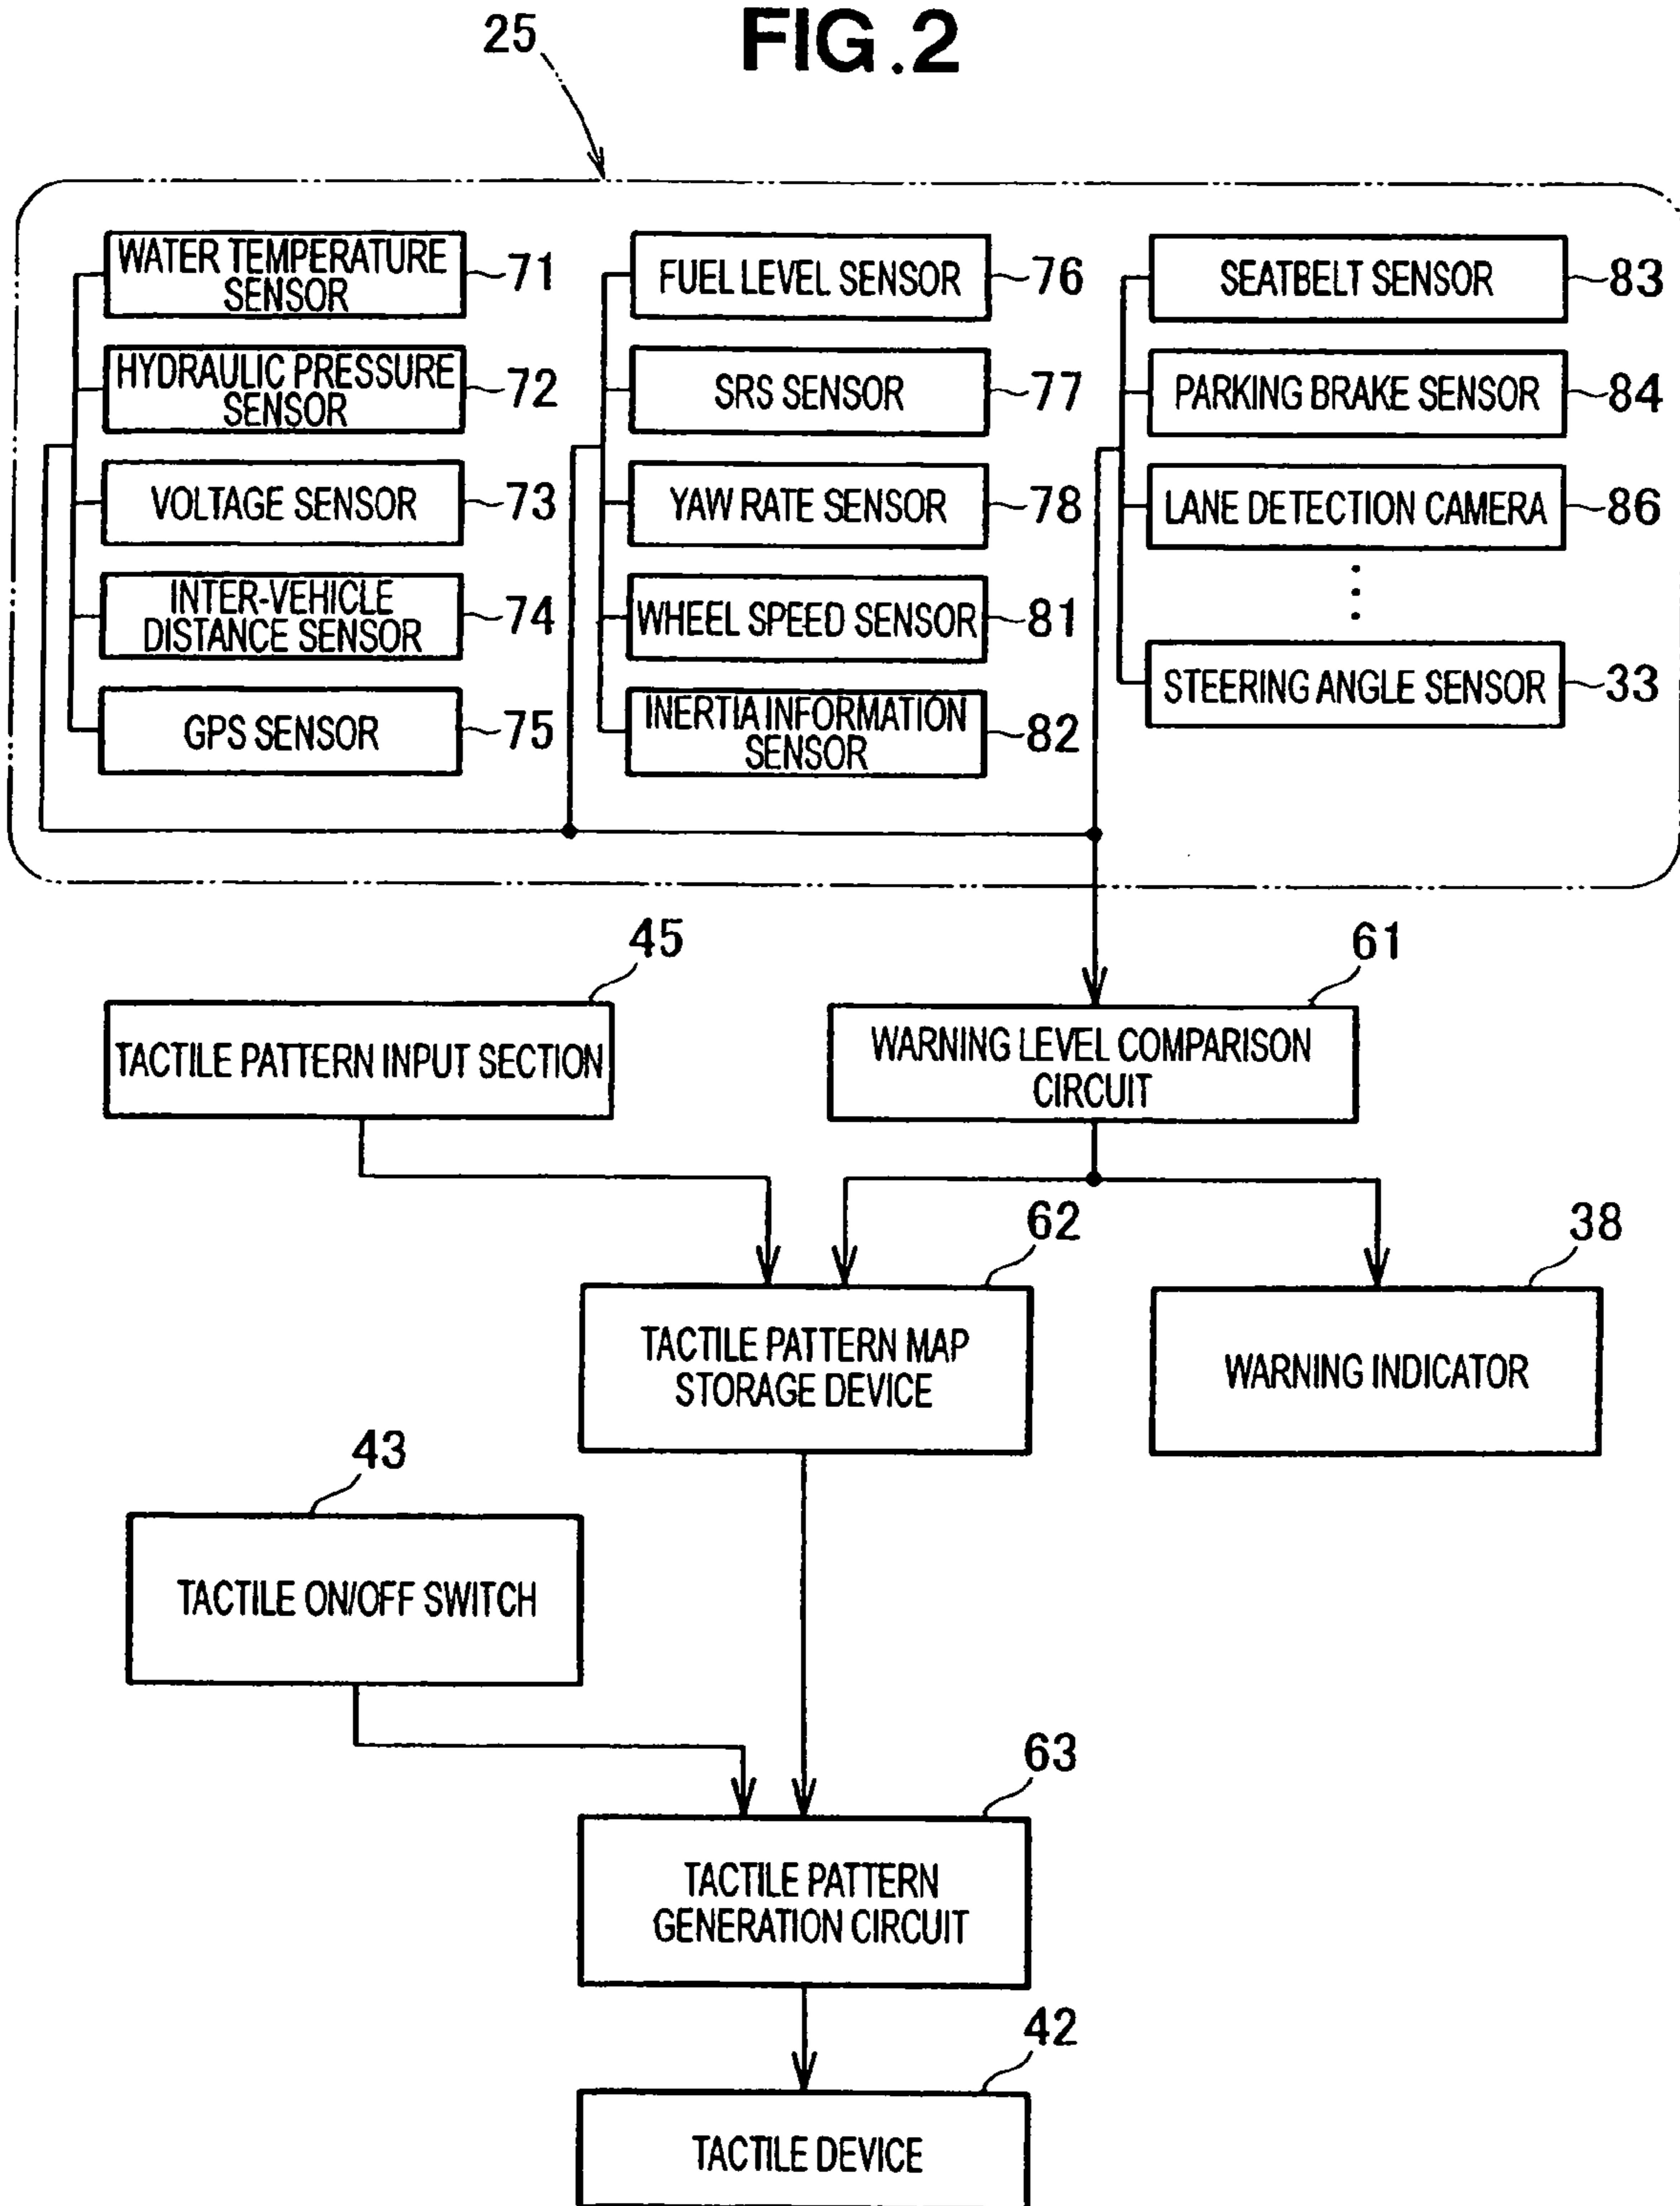 FIG.2
25
WATER TEMPERATURE
SENSOR
71
HYDRAULIC PRESSURE
SENSOR
72
VOLTAGE SENSOR
73
INTER-VEHICLE
DISTANCE SENSOR
74
GPS SENSOR
75
FUEL LEVEL SENSOR
76
SRS SENSOR
77
YAW RATE SENSOR
78
WHEEL SPEED SENSOR
81
INERTIA INFORMATION
SENSOR
82
SEATBELT SENSOR
83
PARKING BRAKE SENSOR
84
LANE DETECTION CAMERA
86
STEERING ANGLE SENSOR
33
45
TACTILE PATTERN INPUT SECTION
61
WARNING LEVEL COMPARISON
CIRCUIT
62
TACTILE PATTERN MAP
STORAGE DEVICE
38
WARNING INDICATOR
43
TACTILE ON/OFF SWITCH
63
TACTILE PATTERN
GENERATION CIRCUIT
42
TACTILE DEVICE